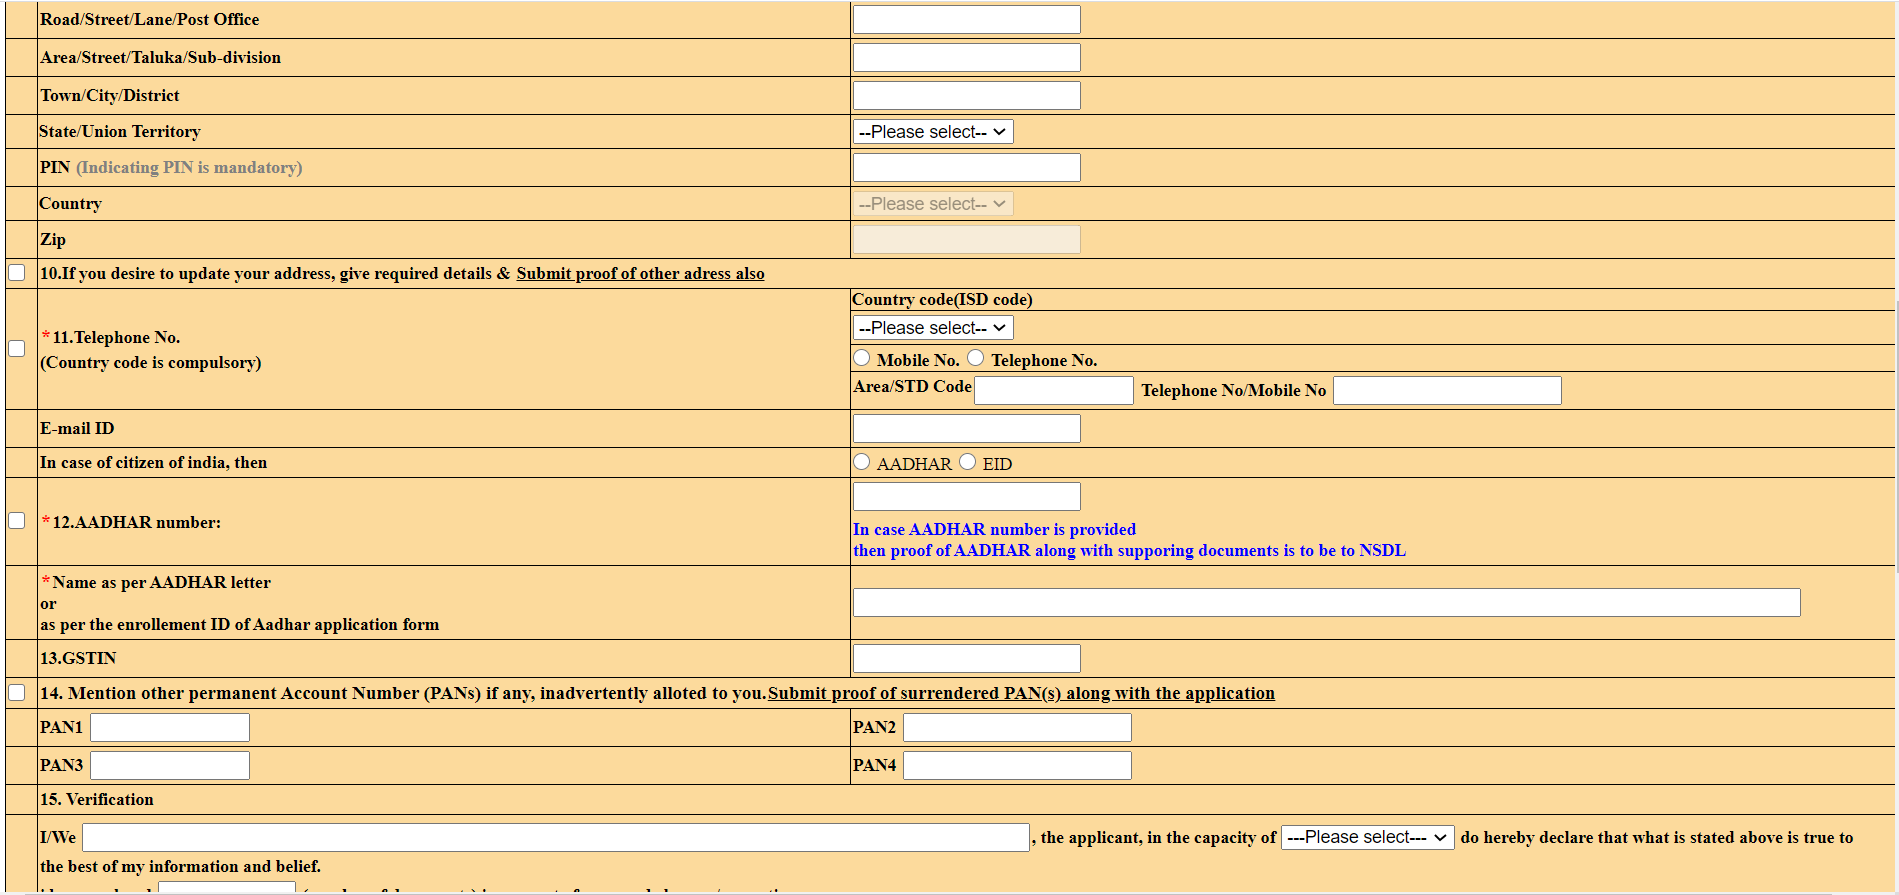 Road/Street/Lane/Post Office
Area/Street/Taluka/Sub-division
Town/City/District
State/Union Territory --Please select--
PIN (Indicating PIN is mandatory)
Country --Please select--
Zip
10.If you desire to update your address, give required details & Submit proof of other adress also
Country code(ISD code)
--Please select--
*11.Telephone No.
(Country code is compulsory)
Mobile No. Telephone No.
Area/STD Code Telephone No/Mobile No
E-mail ID
In case of citizen of india, then AADHAR EID
*12.AADHAR number:
In case AADHAR number is provided
then proof of AADHAR along with supporing documents is to be to NSDL
*Name as per AADHAR letter
or
as per the enrollement ID of Aadhar application form
13.GSTIN
14. Mention other permanent Account Number (PANs) if any, inadvertently alloted to you.Submit proof of surrendered PAN(s) along with the application
PAN1 PAN2
PAN3 PAN4
15. Verification
I/We , the applicant, in the capacity of ---Please select--- do hereby declare that what is stated above is true to
the best of my information and belief.